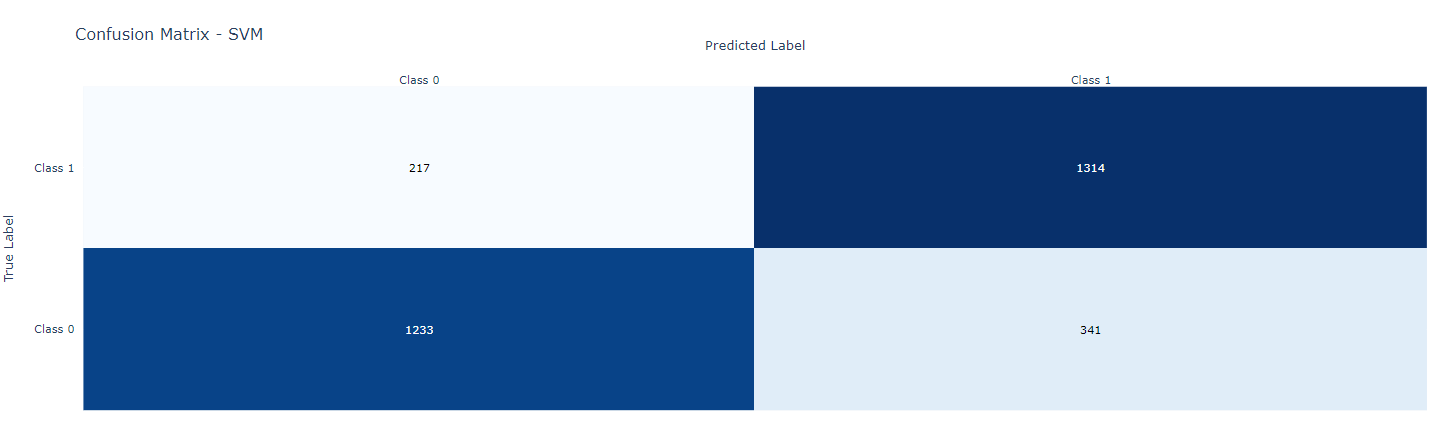 Confusion Matrix - SVM
Predicted Label
Class 0 Class 1
Class 1 217 1314
True Label
Class 0 1233 341